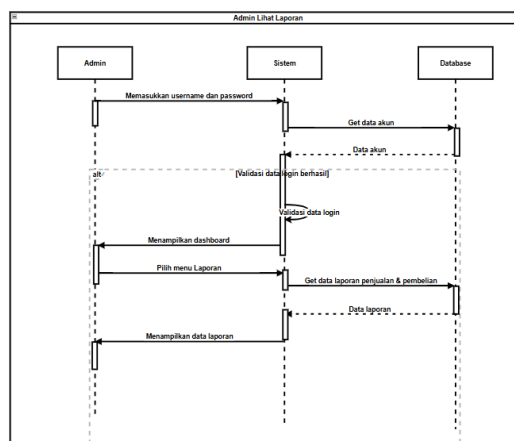 Admin Lihat Laporan
Admin
Sistem
Database
Memasukkan username dan password
Get data akun
Data akun
alt
[Validasi data login berhasil]
Validasi data login
Menampilkan dashboard
Pilih menu Laporan
Get data laporan penjualan & pembelian
Data laporan
Menampilkan data laporan